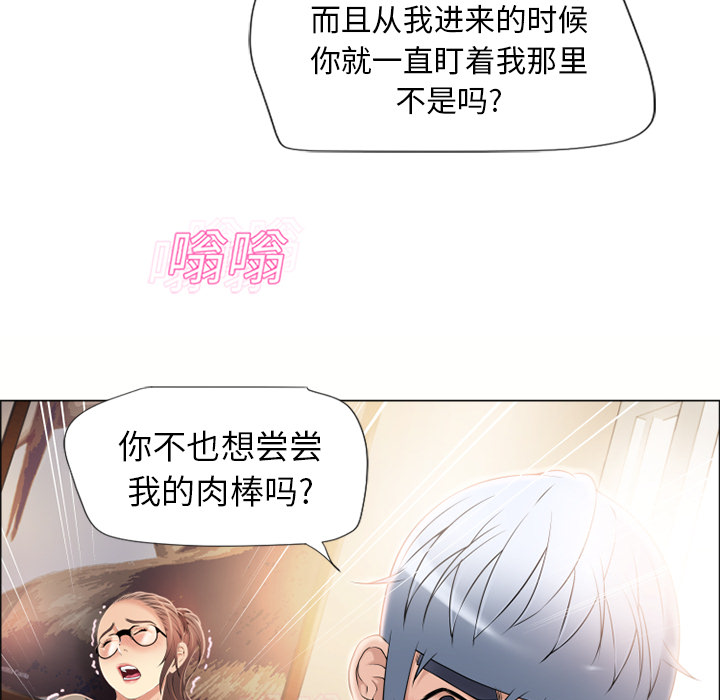 而且从我进来的时候
你就一直盯着我那里
不是吗?
嗡嗡
你不也想尝尝
我的肉棒吗?